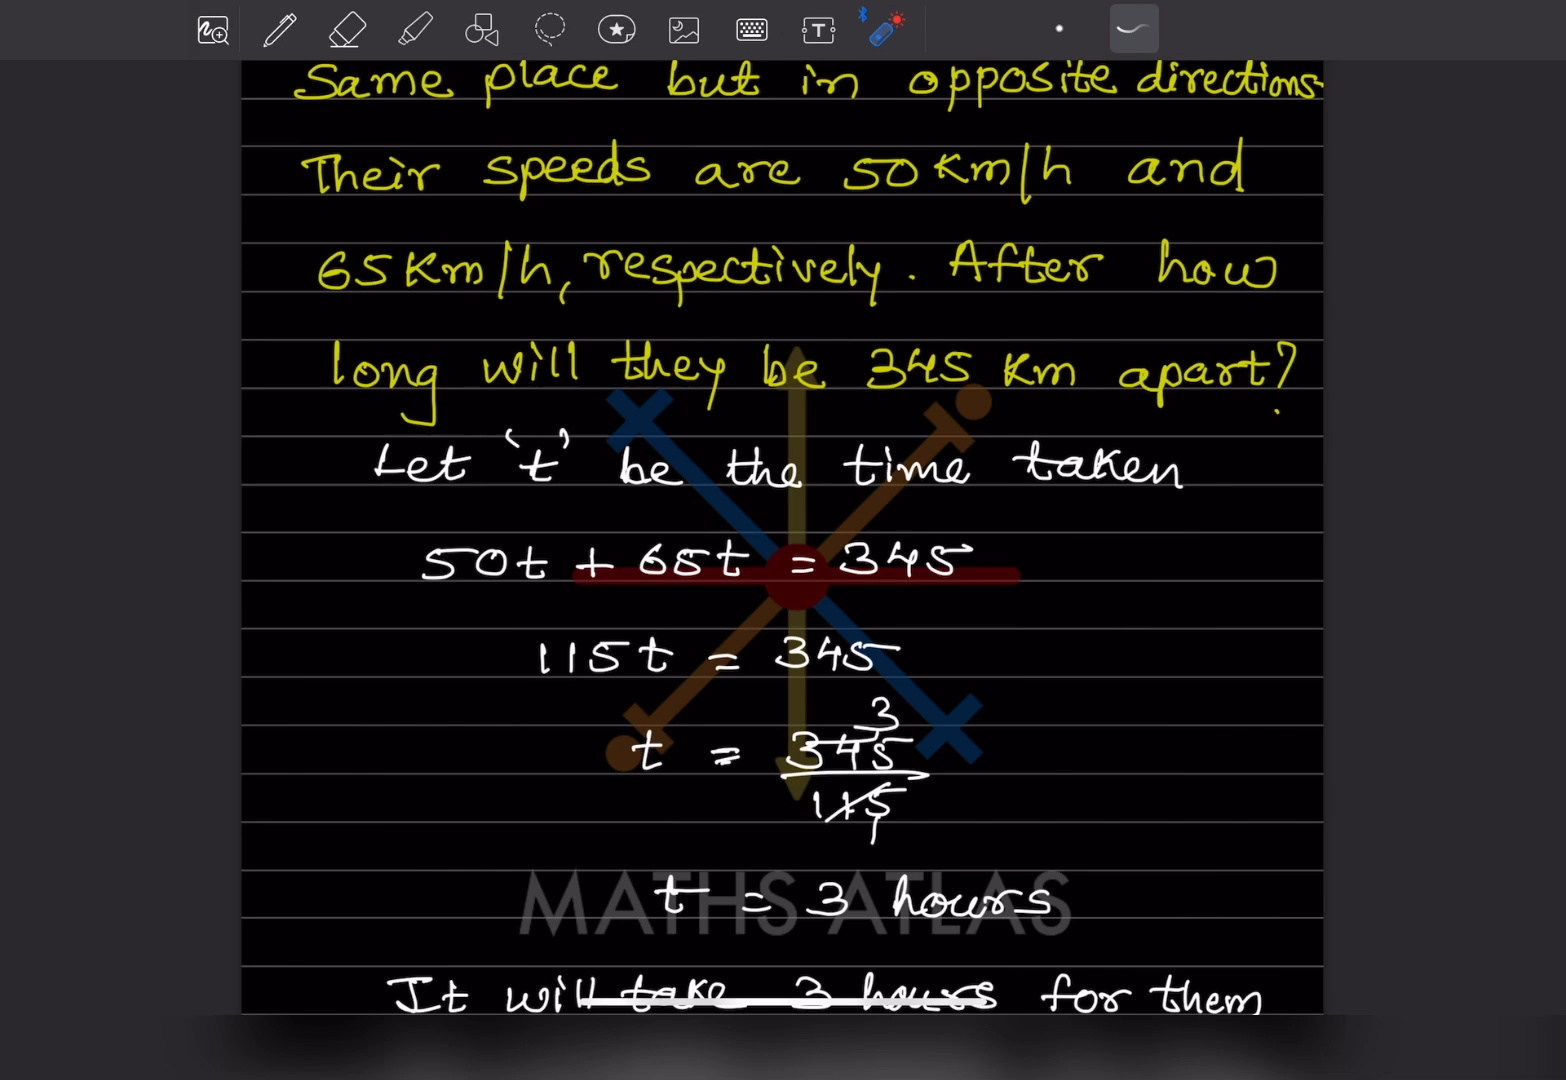 T
Same place but in opposite directions.
Their speeds are 50 Km/h and
65 Km/h, respectively. After how
long will they be 345 Km apart?
Let 't' be the time taken
50t + 65t = 345
115t = 345
3
t = 345
115
1
MATHS ATLAS
t = 3 hours
It will take 3 hours for them